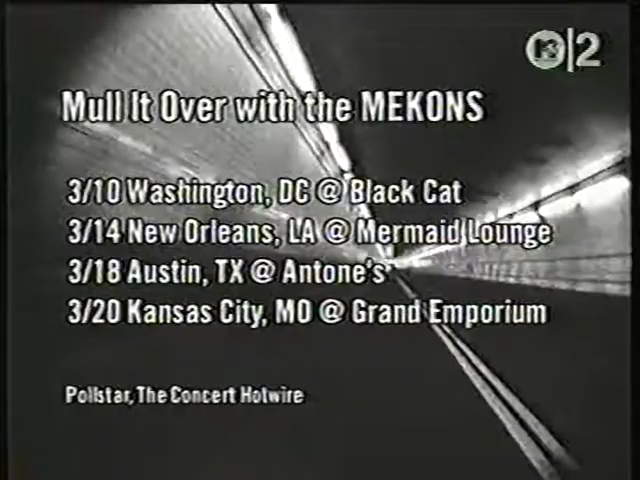 M|2
Mull It Over with the MEKONS
3/10 Washington, DC @ Black Cat
3/14 New Orleans, LA @ Mermaid Lounge
3/18 Austin, TX @ Antone's
3/20 Kansas City, MO @ Grand Emporium
Pollstar, The Concert Hotwire